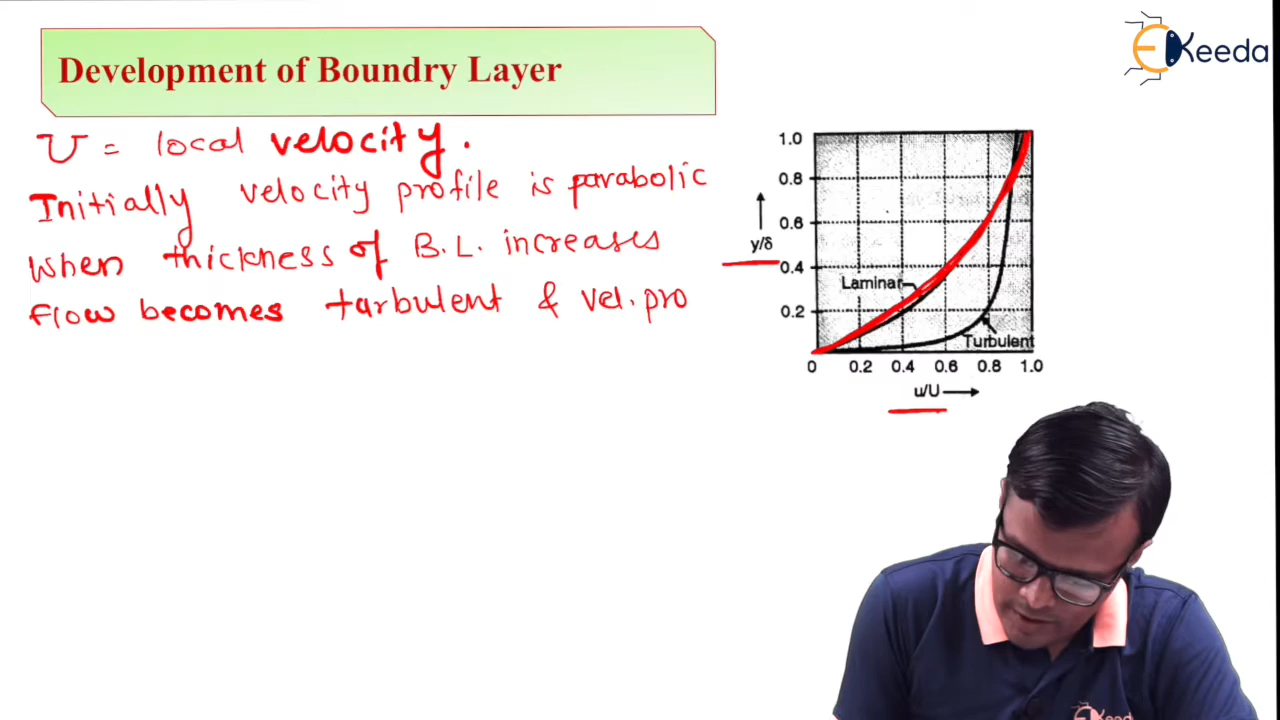 Development of Boundry Layer
EKeeda
U = local velocity.
Initially velocity profile is parabolic
When thickness of B.L. increases
flow becomes tarbulent & vel. pro
1.0
0.8
0.6
y/δ
0.4
Laminar
0.2
Turbulent
0 0.2 0.4 0.6 0.8 1.0
u/U